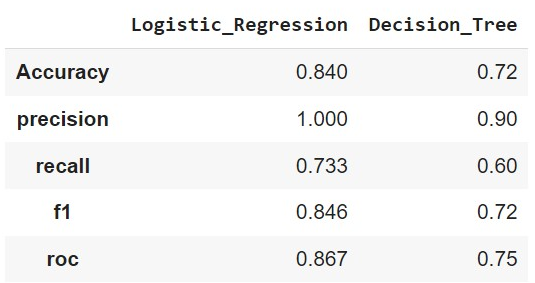 Logistic_Regression Decision_Tree
Accuracy 0.840 0.72
precision 1.000 0.90
recall 0.733 0.60
f1 0.846 0.72
roc 0.867 0.75